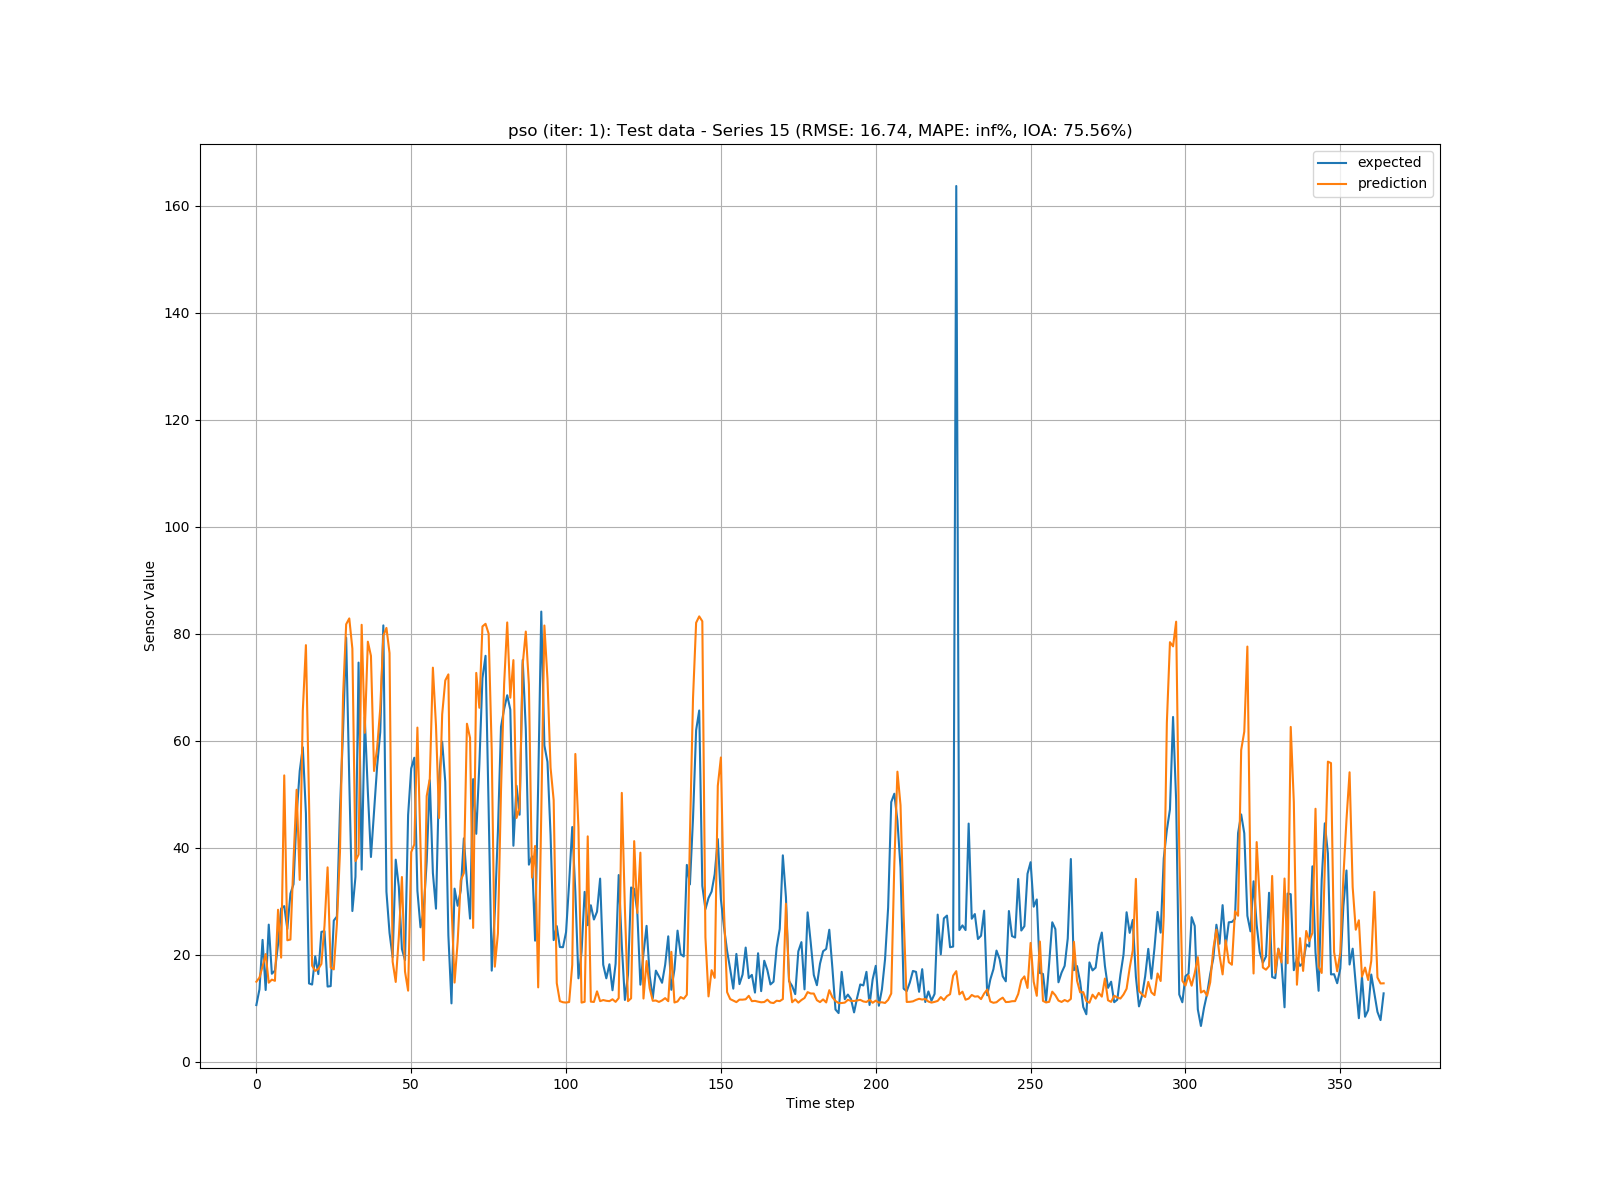 pso (iter: 1): Test data - Series 15 (RMSE: 16.74, MAPE: inf%, IOA: 75.56%)
expected
prediction
160
140
120
100
80
60
40
20
0
Sensor Value
0 50 100 150 200 250 300 350
Time step